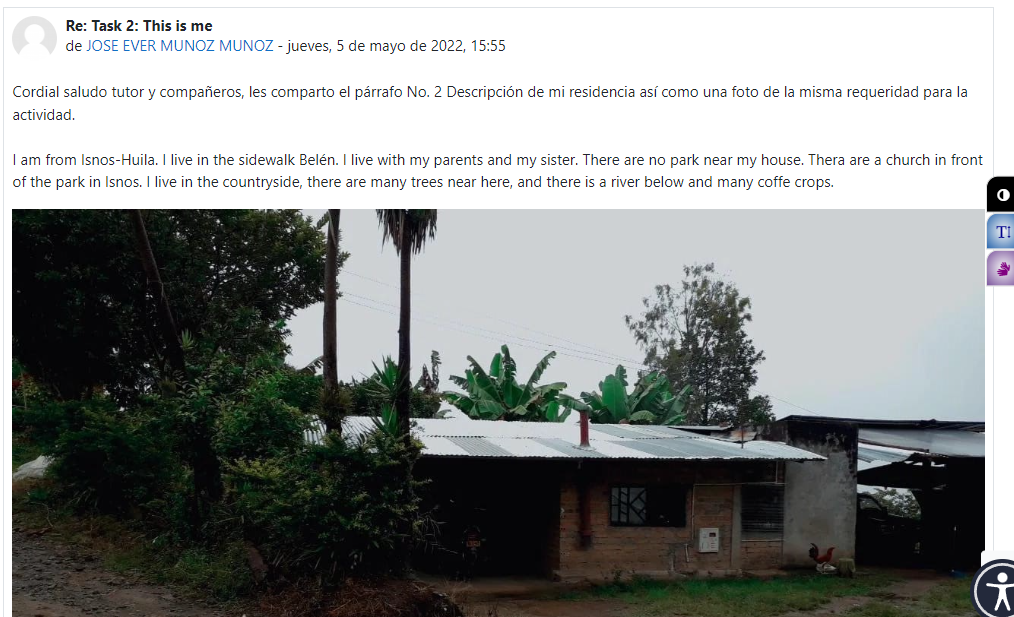 Re: Task 2: This is me
de JOSE EVER MUNOZ MUNOZ - jueves, 5 de mayo de 2022, 15:55
Cordial saludo tutor y compañeros, les comparto el párrafo No. 2 Descripción de mi residencia así como una foto de la misma requeridad para la
actividad.
I am from Isnos-Huila. I live in the sidewalk Belén. I live with my parents and my sister. There are no park near my house. Thera are a church in front
of the park in Isnos. I live in the countryside, there are many trees near here, and there is a river below and many coffe crops.
T!